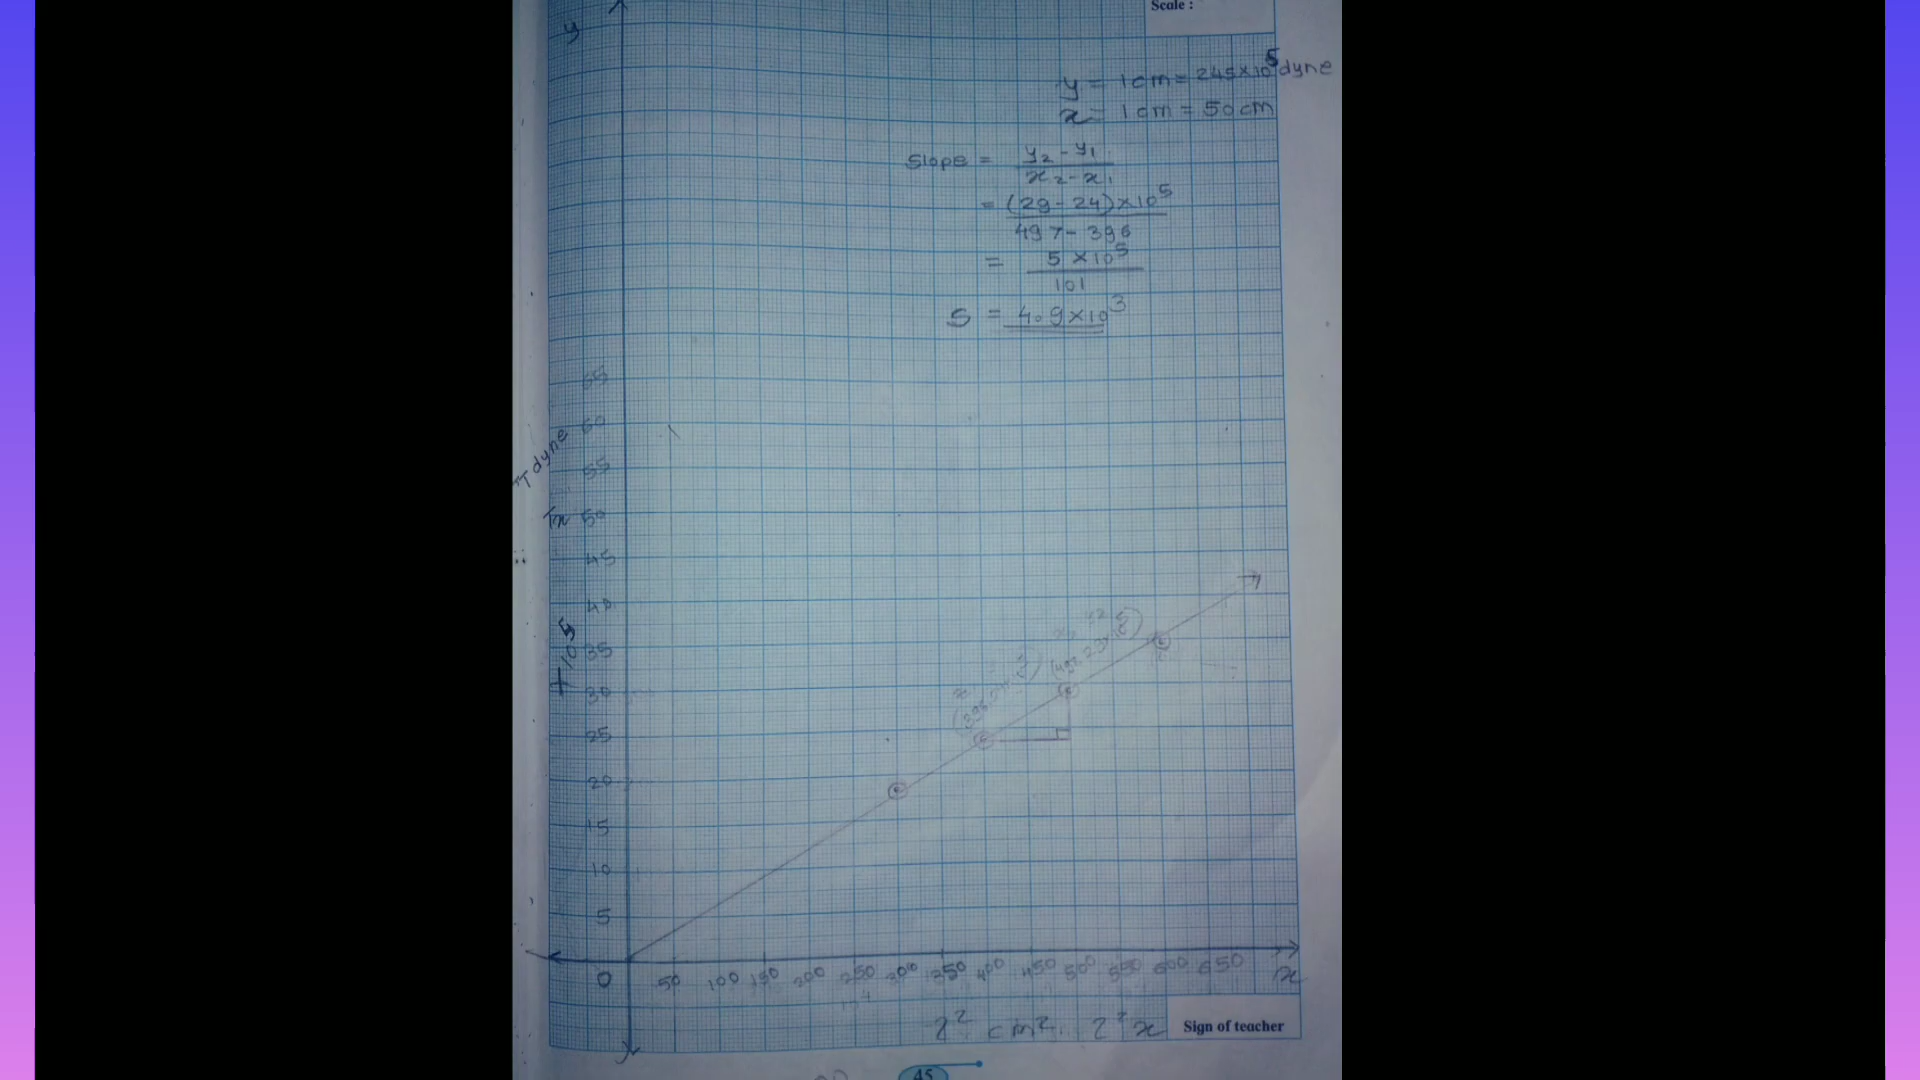 Scale :
y
y = 1cm = 245×10⁵ dyne
x = 1cm = 50cm
Slope = y₂ - y₁
x₂ - x₁
= (29 - 24)×10⁵
497 - 396
= 5 ×10⁵
101
S = 4.9×10³
65
60
55
50
45
40
35
30
25
20
15
10
5
T dyne
×10⁵
0 50 100 150 200 250 300 350 400 450 500 550 600 650 x
l² cm²
Sign of teacher
45